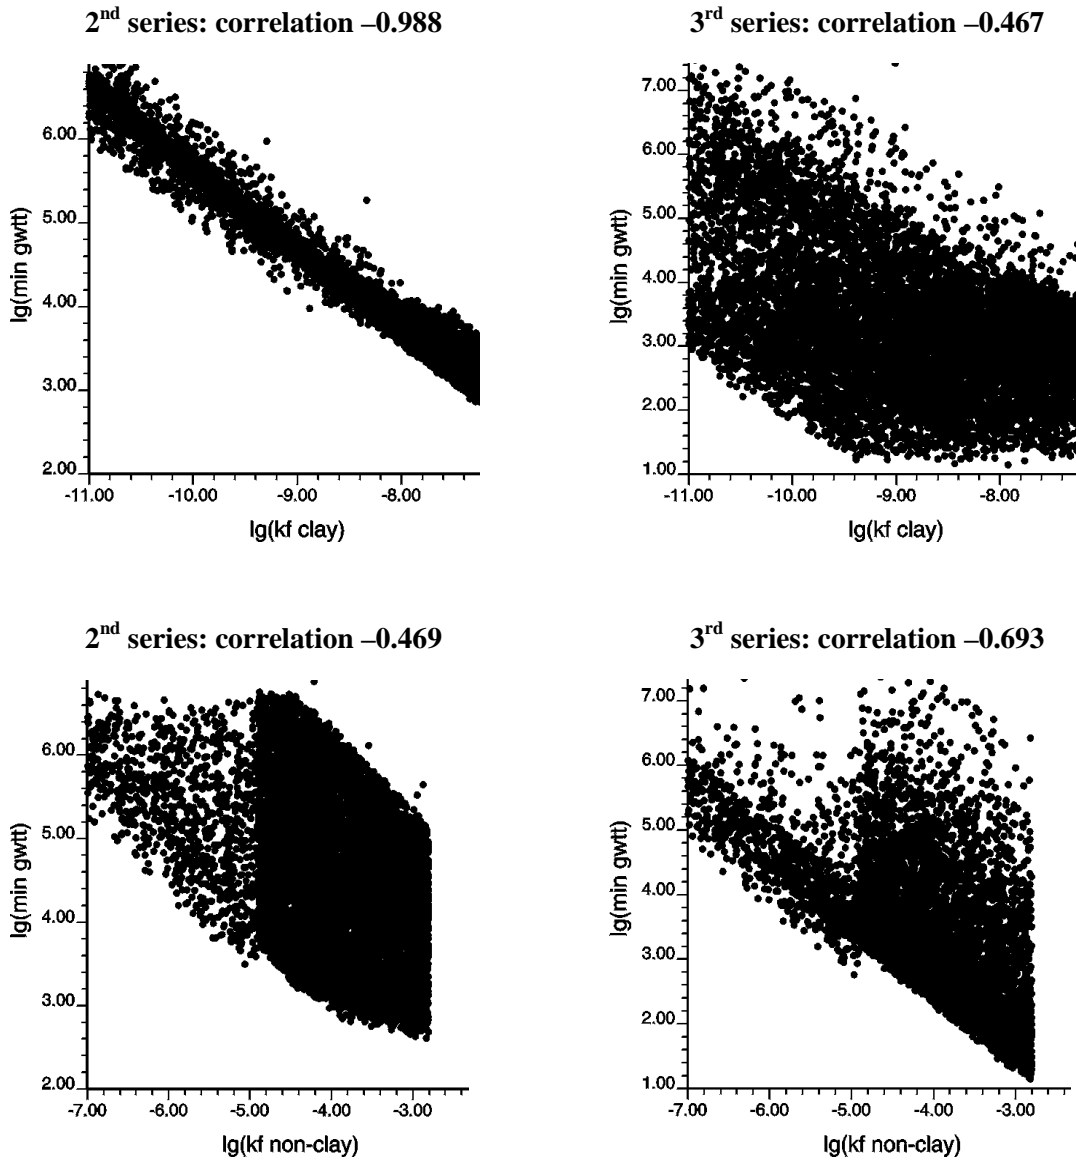 2nd series: correlation –0.988
3rd series: correlation –0.467
lg(min gwtt)
6.00
5.00
4.00
3.00
2.00
-11.00 -10.00 -9.00 -8.00
lg(kf clay)
lg(min gwtt)
7.00
6.00
5.00
4.00
3.00
2.00
1.00
-11.00 -10.00 -9.00 -8.00
lg(kf clay)
2nd series: correlation –0.469
3rd series: correlation –0.693
lg(min gwtt)
6.00
5.00
4.00
3.00
2.00
-7.00 -6.00 -5.00 -4.00 -3.00
lg(kf non-clay)
lg(min gwtt)
7.00
6.00
5.00
4.00
3.00
2.00
1.00
-7.00 -6.00 -5.00 -4.00 -3.00
lg(kf non-clay)